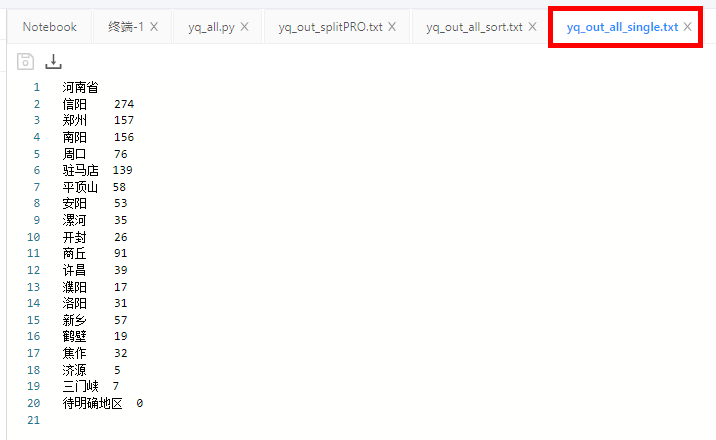 Notebook 终端-1 X yq_all.py X yq_out_splitPRO.txt X yq_out_all_sort.txt X yq_out_all_single.txt X
1 河南省
2 信阳 274
3 郑州 157
4 南阳 156
5 周口 76
6 驻马店 139
7 平顶山 58
8 安阳 53
9 漯河 35
10 开封 26
11 商丘 91
12 许昌 39
13 濮阳 17
14 洛阳 31
15 新乡 57
16 鹤壁 19
17 焦作 32
18 济源 5
19 三门峡 7
20 待明确地区 0
21